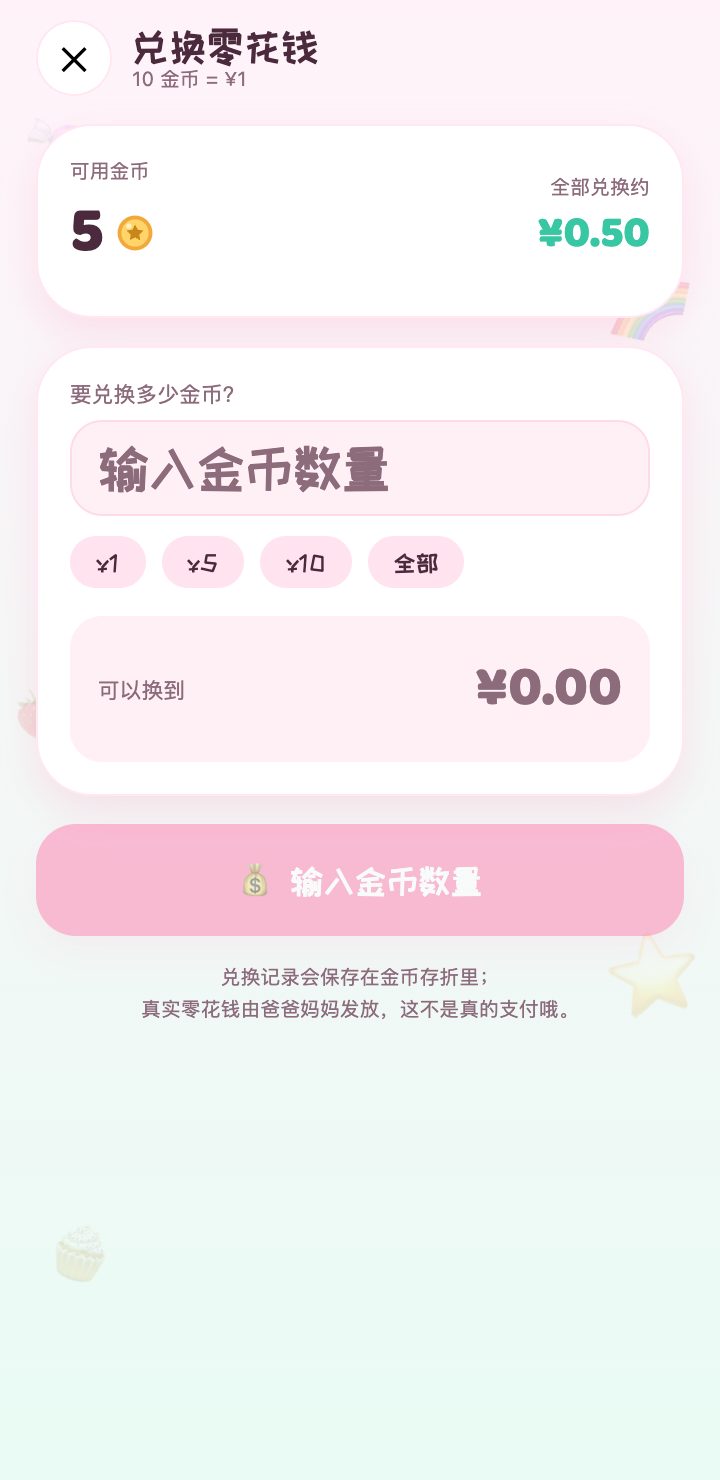 兑换零花钱
10 金币 = ¥1
可用金币
全部兑换约
5
¥0.50
要兑换多少金币?
输入金币数量
¥1
¥5
¥10
全部
可以换到
¥0.00
输入金币数量
兑换记录会保存在金币存折里；
真实零花钱由爸爸妈妈发放，这不是真的支付哦。